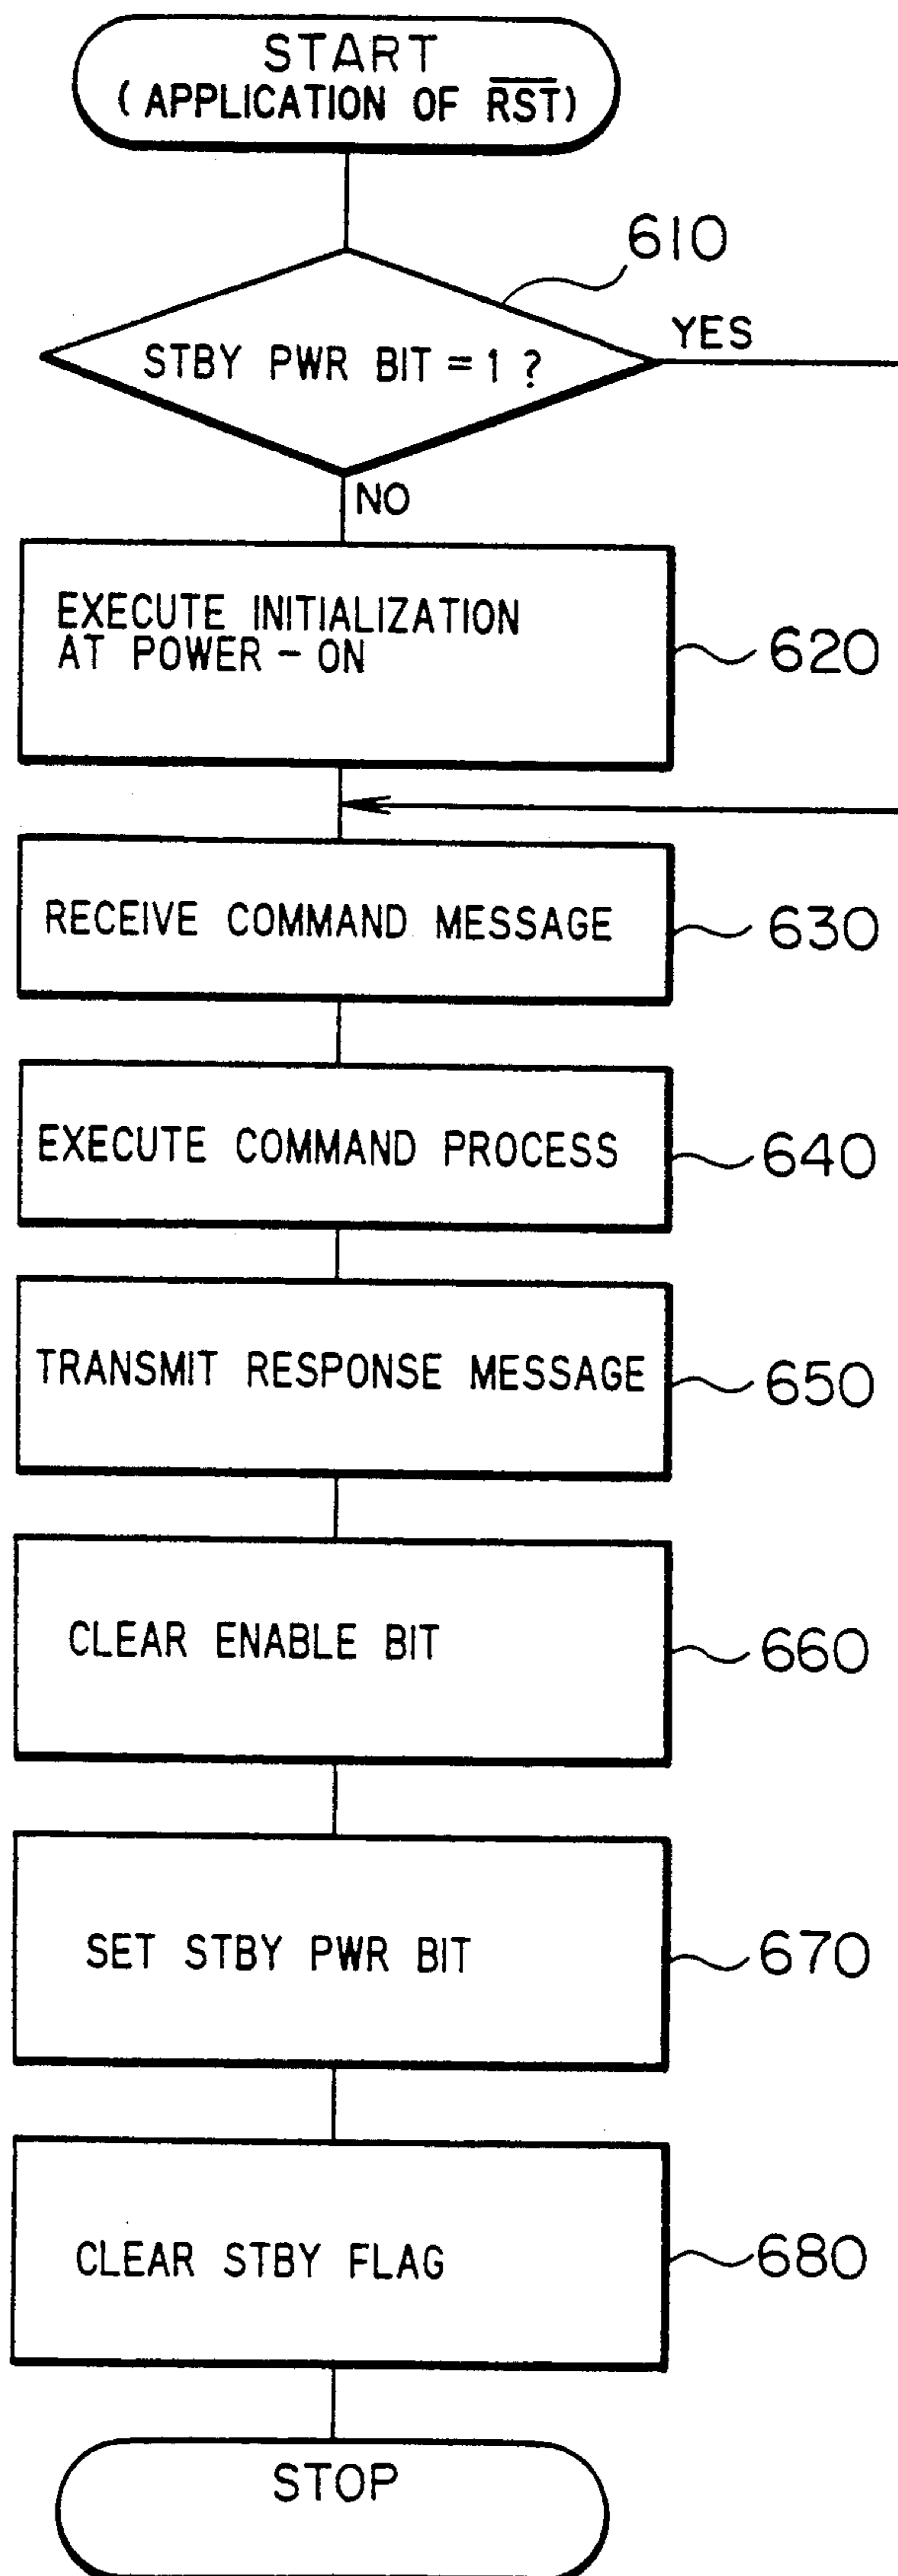 START
(APPLICATION OF R̅S̅T̅)
610
STBY PWR BIT = 1 ?
YES
NO
EXECUTE INITIALIZATION
AT POWER - ON
620
RECEIVE COMMAND MESSAGE
630
EXECUTE COMMAND PROCESS
640
TRANSMIT RESPONSE MESSAGE
650
CLEAR ENABLE BIT
660
SET STBY PWR BIT
670
CLEAR STBY FLAG
680
STOP